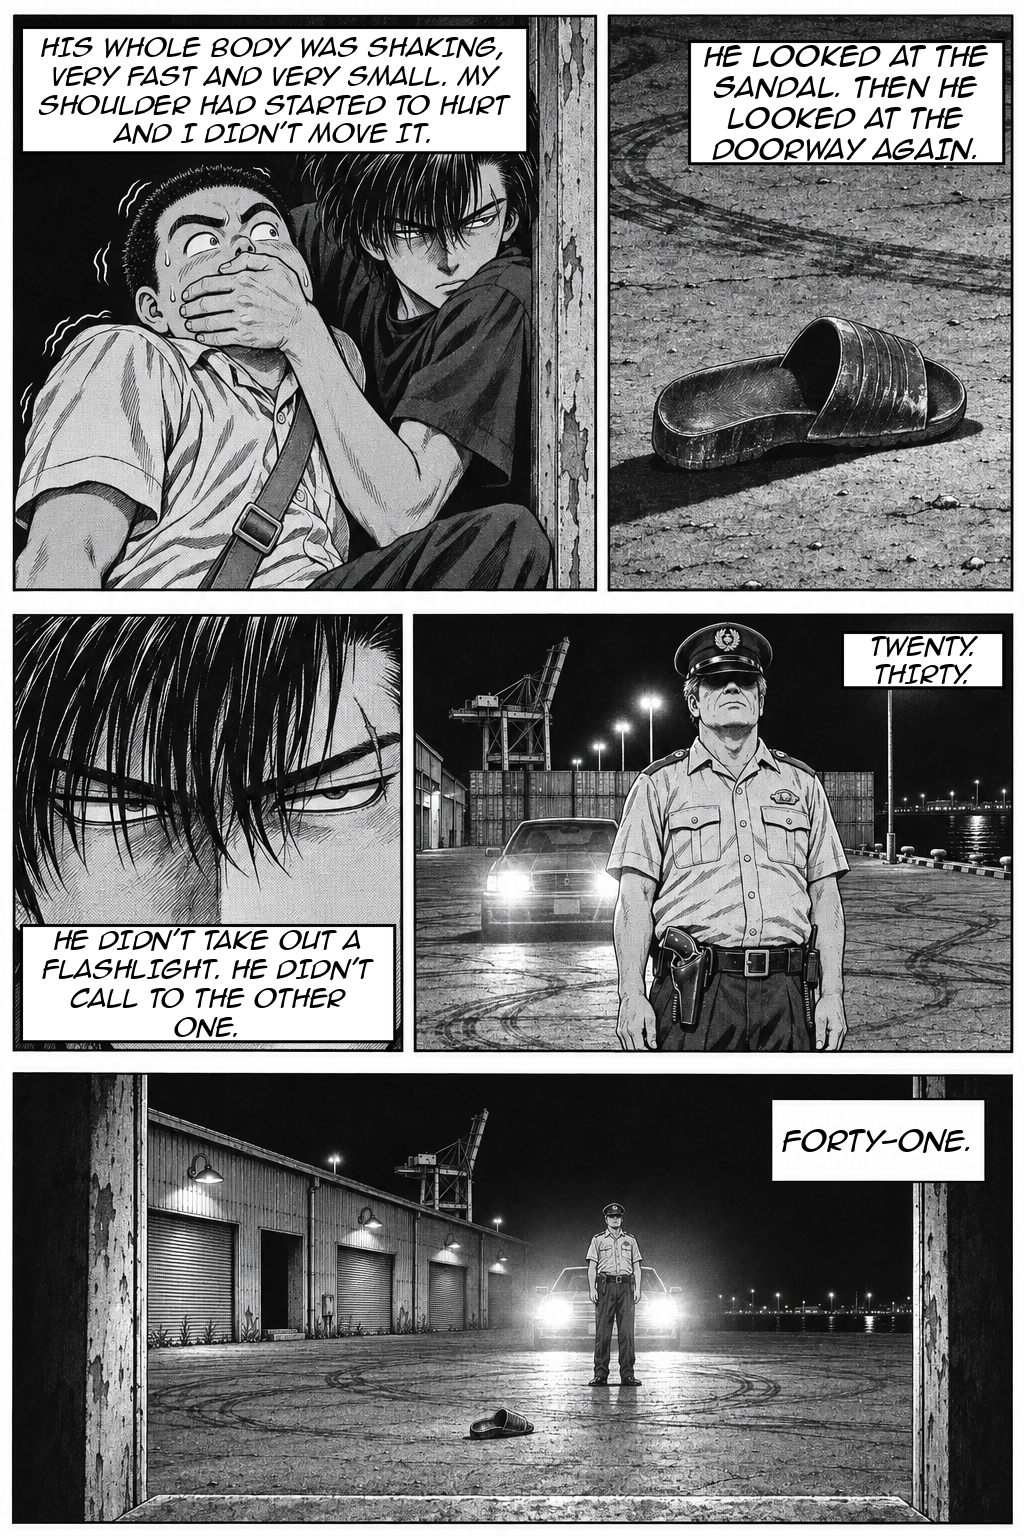 HIS WHOLE BODY WAS SHAKING,
VERY FAST AND VERY SMALL. MY
SHOULDER HAD STARTED TO HURT
AND I DIDN'T MOVE IT.
HE LOOKED AT THE
SANDAL. THEN HE
LOOKED AT THE
DOORWAY AGAIN.
HE DIDN'T TAKE OUT A
FLASHLIGHT. HE DIDN'T
CALL TO THE OTHER
ONE.
TWENTY.
THIRTY.
FORTY-ONE.